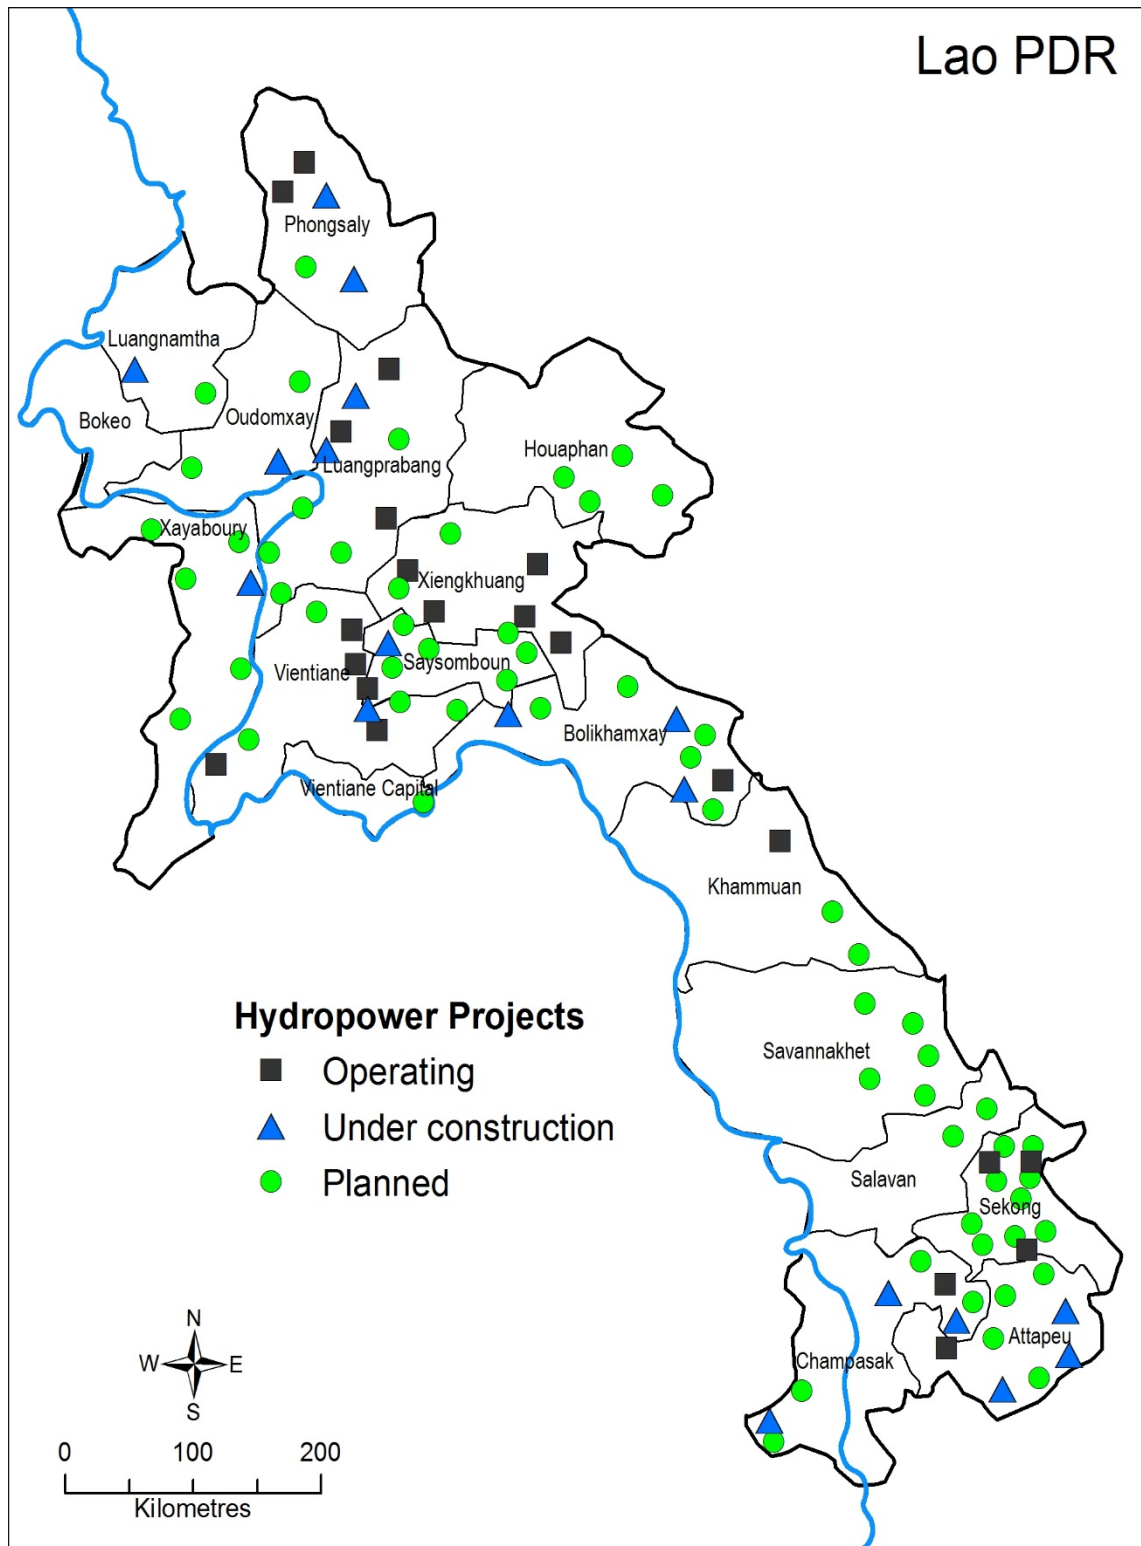 Lao PDR
Phongsaly
Luangnamtha
Bokeo
Oudomxay
Luangprabang
Houaphan
Xayaboury
Xiengkhuang
Vientiane
Saysomboun
Bolikhamxay
Vientiane Capital
Khammuan
Hydropower Projects
Operating
Under construction
Planned
Savannakhet
Salavan
Sekong
Attapeu
Champasak
N
W E
S
0 100 200
Kilometres